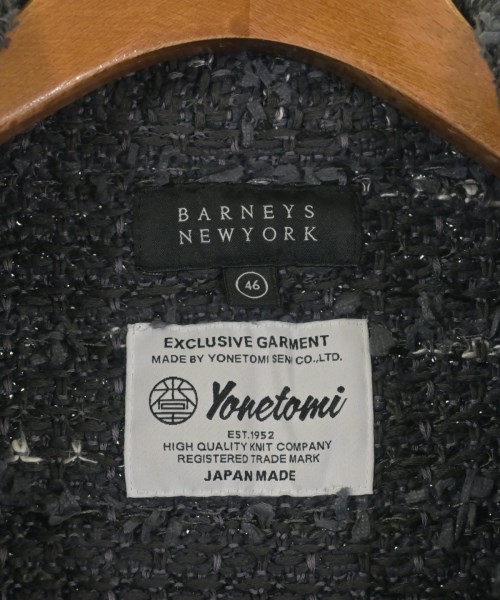 BARNEYS
NEWYORK
46
EXCLUSIVE GARMENT
MADE BY YONETOMI SENI CO.,LTD.
Yonetomi
EST.1952
HIGH QUALITY KNIT COMPANY
REGISTERED TRADE MARK
JAPAN MADE